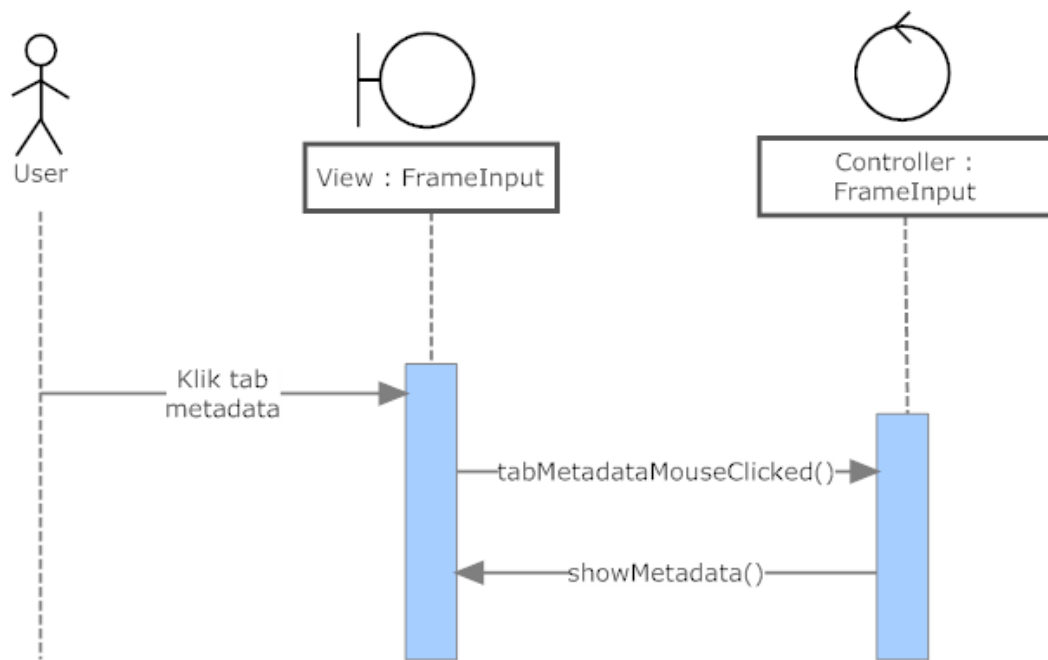 User
View : FrameInput
Controller :
FrameInput
Klik tab
metadata
tabMetadataMouseClicked()
showMetadata()